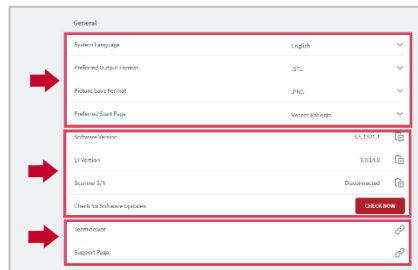 General
System Language English
Preferred Output Format .STL
Picture Save Format .PNG
Preferred Start Page Recent Patients
Software Version 3.5.1321.1
UI Version 3.0.14.8
Scanner S/N Disconnected
Check for Software Updates CHECK NOW
Teamviewer
Support Page